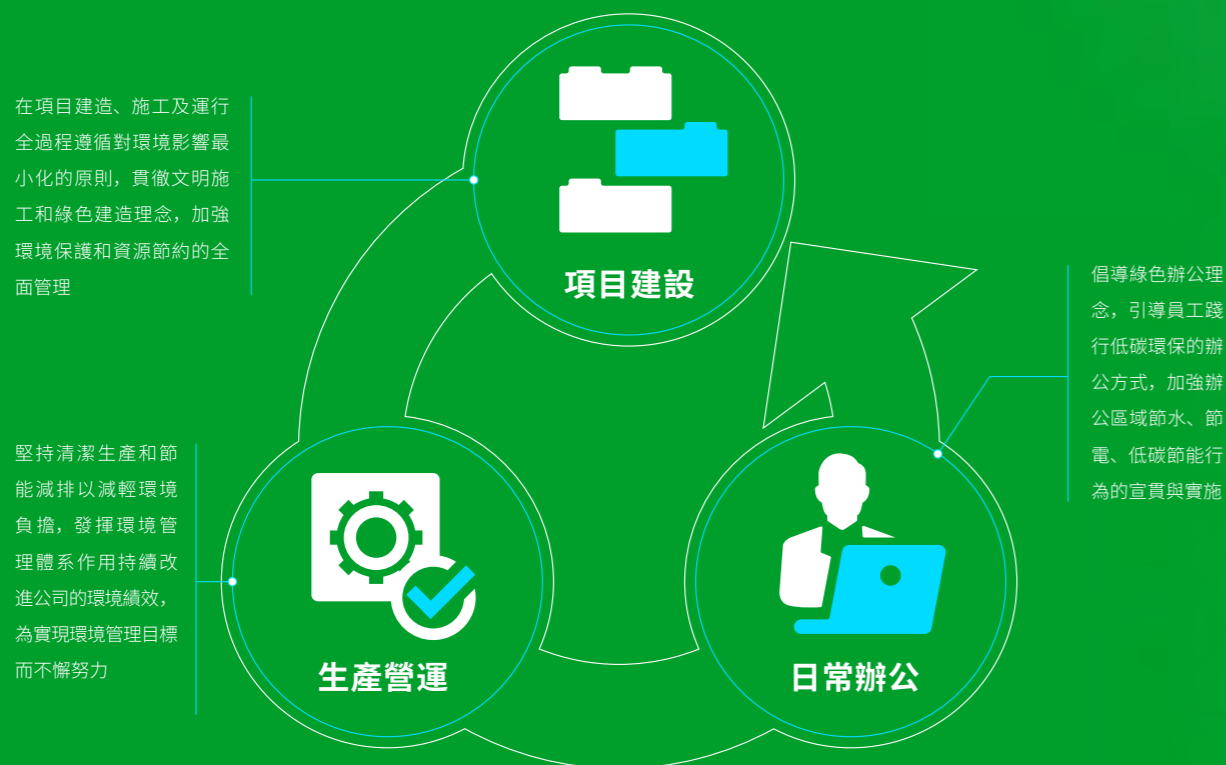 在項目建造、施工及運行
全過程遵循對環境影響最
小化的原則，貫徹文明施
工和綠色建造理念，加強
環境保護和資源節約的全
面管理
項目建設
倡導綠色辦公理
念，引導員工踐
行低碳環保的辦
公方式，加強辦
公區域節水、節
電、低碳節能行
為的宣貫與實施
堅持清潔生產和節
能減排以減輕環境
負擔，發揮環境管
理體系作用持續改
進公司的環境績效，
為實現環境管理目標
而不懈努力
生產營運
日常辦公